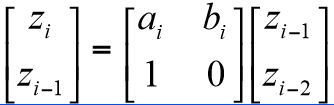 [z_i; z_{i-1}] = [a_i b_i; 1 0] [z_{i-1}; z_{i-2}]